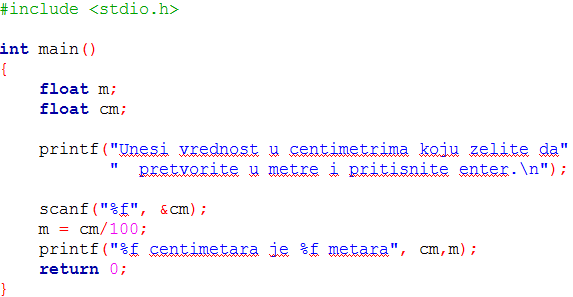 #include <stdio.h>
int main()
{
float m;
float cm;
printf("Unesi vrednost u centimetrima koju zelite da"
"  pretvorite u metre i pritisnite enter.\n");
scanf("%f", &cm);
m = cm/100;
printf("%f centimetara je %f metara", cm,m);
return 0;
}